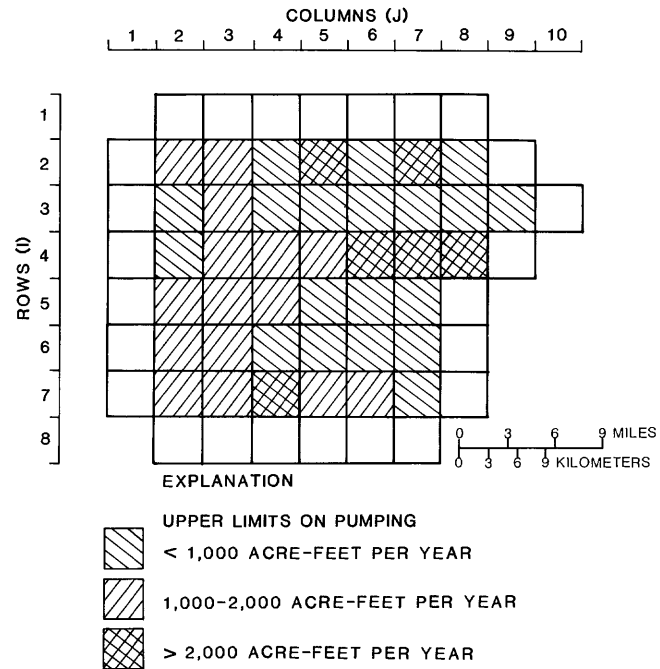 COLUMNS (J)
1 2 3 4 5 6 7 8 9 10
ROWS (I)
1
2
3
4
5
6
7
8
0 3 6 9 MILES
0 3 6 9 KILOMETERS
EXPLANATION
UPPER LIMITS ON PUMPING
< 1,000 ACRE-FEET PER YEAR
1,000-2,000 ACRE-FEET PER YEAR
> 2,000 ACRE-FEET PER YEAR